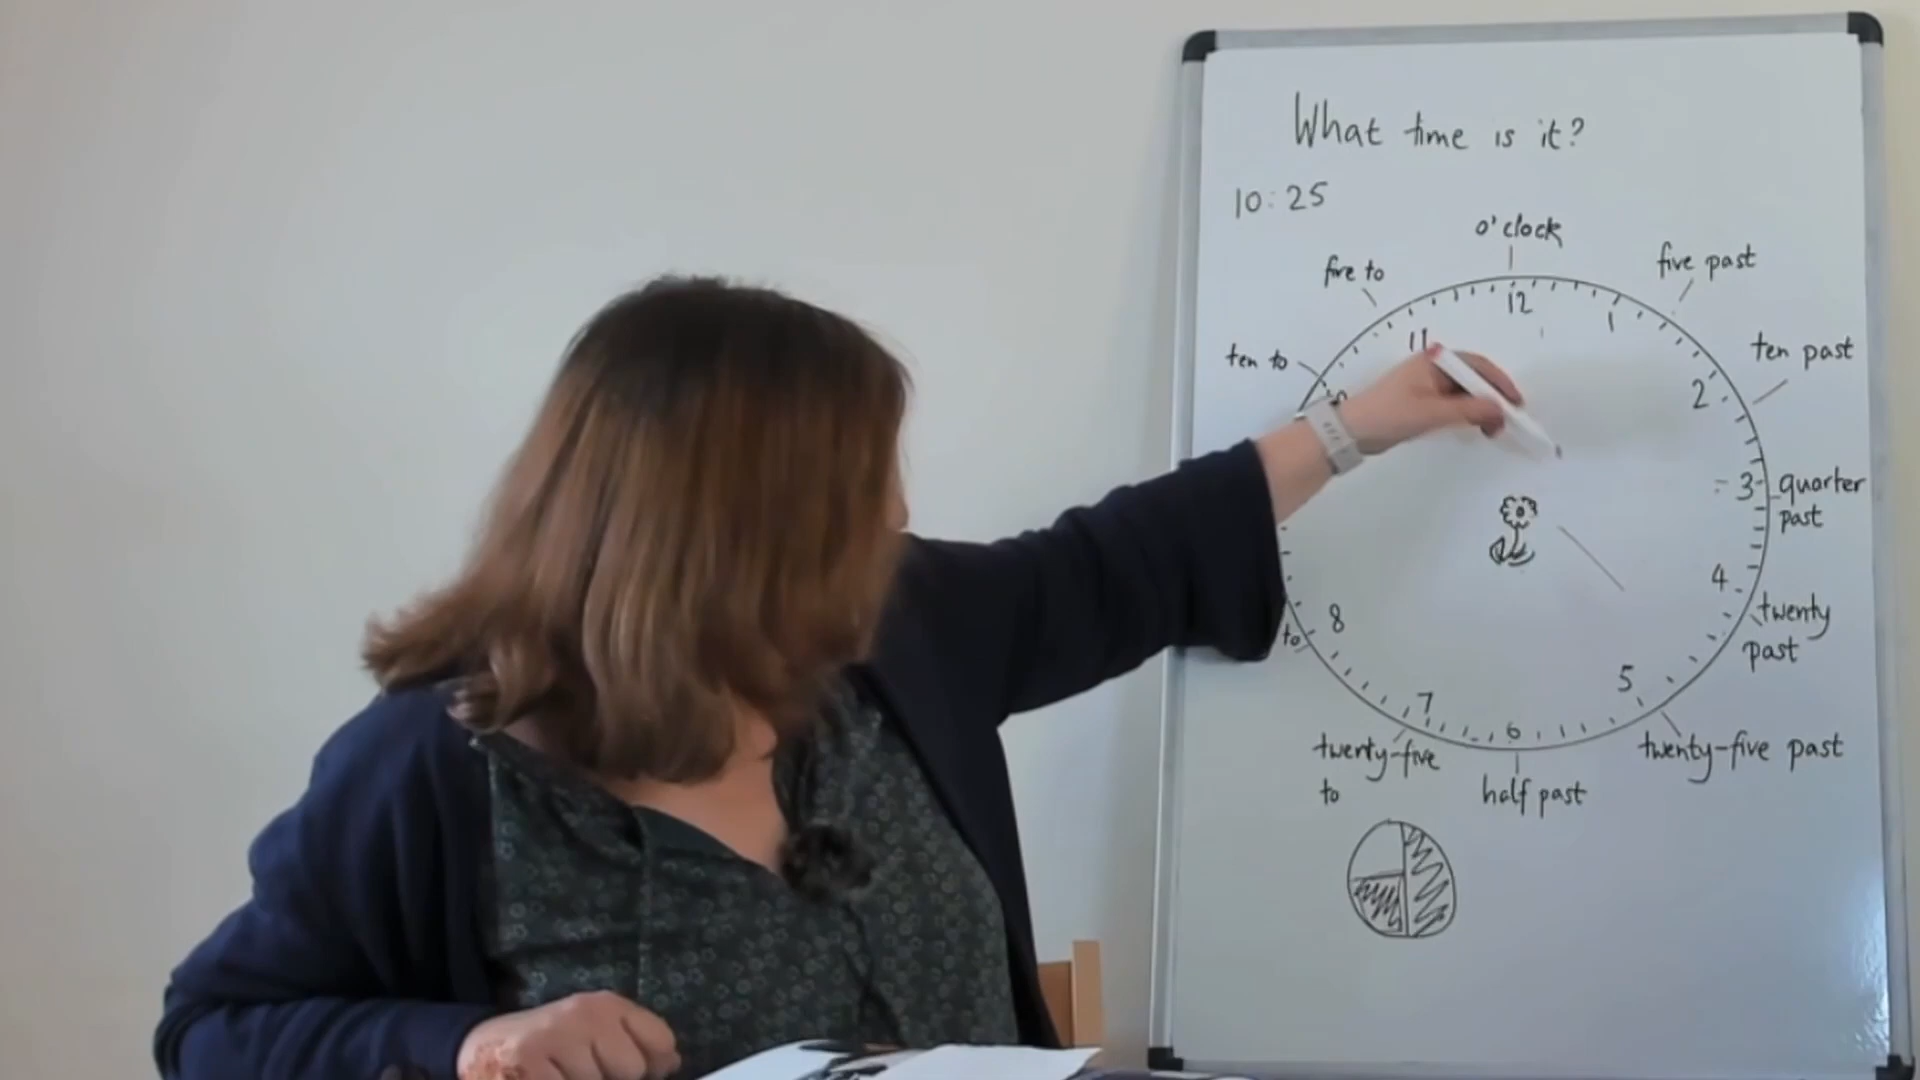 What time is it?
10:25
o'clock
five to
five past
12
11
1
ten to
ten past
2
3
quarter
past
4
twenty
past
8
to
5
7
6
twenty-five
to
half past
twenty-five past